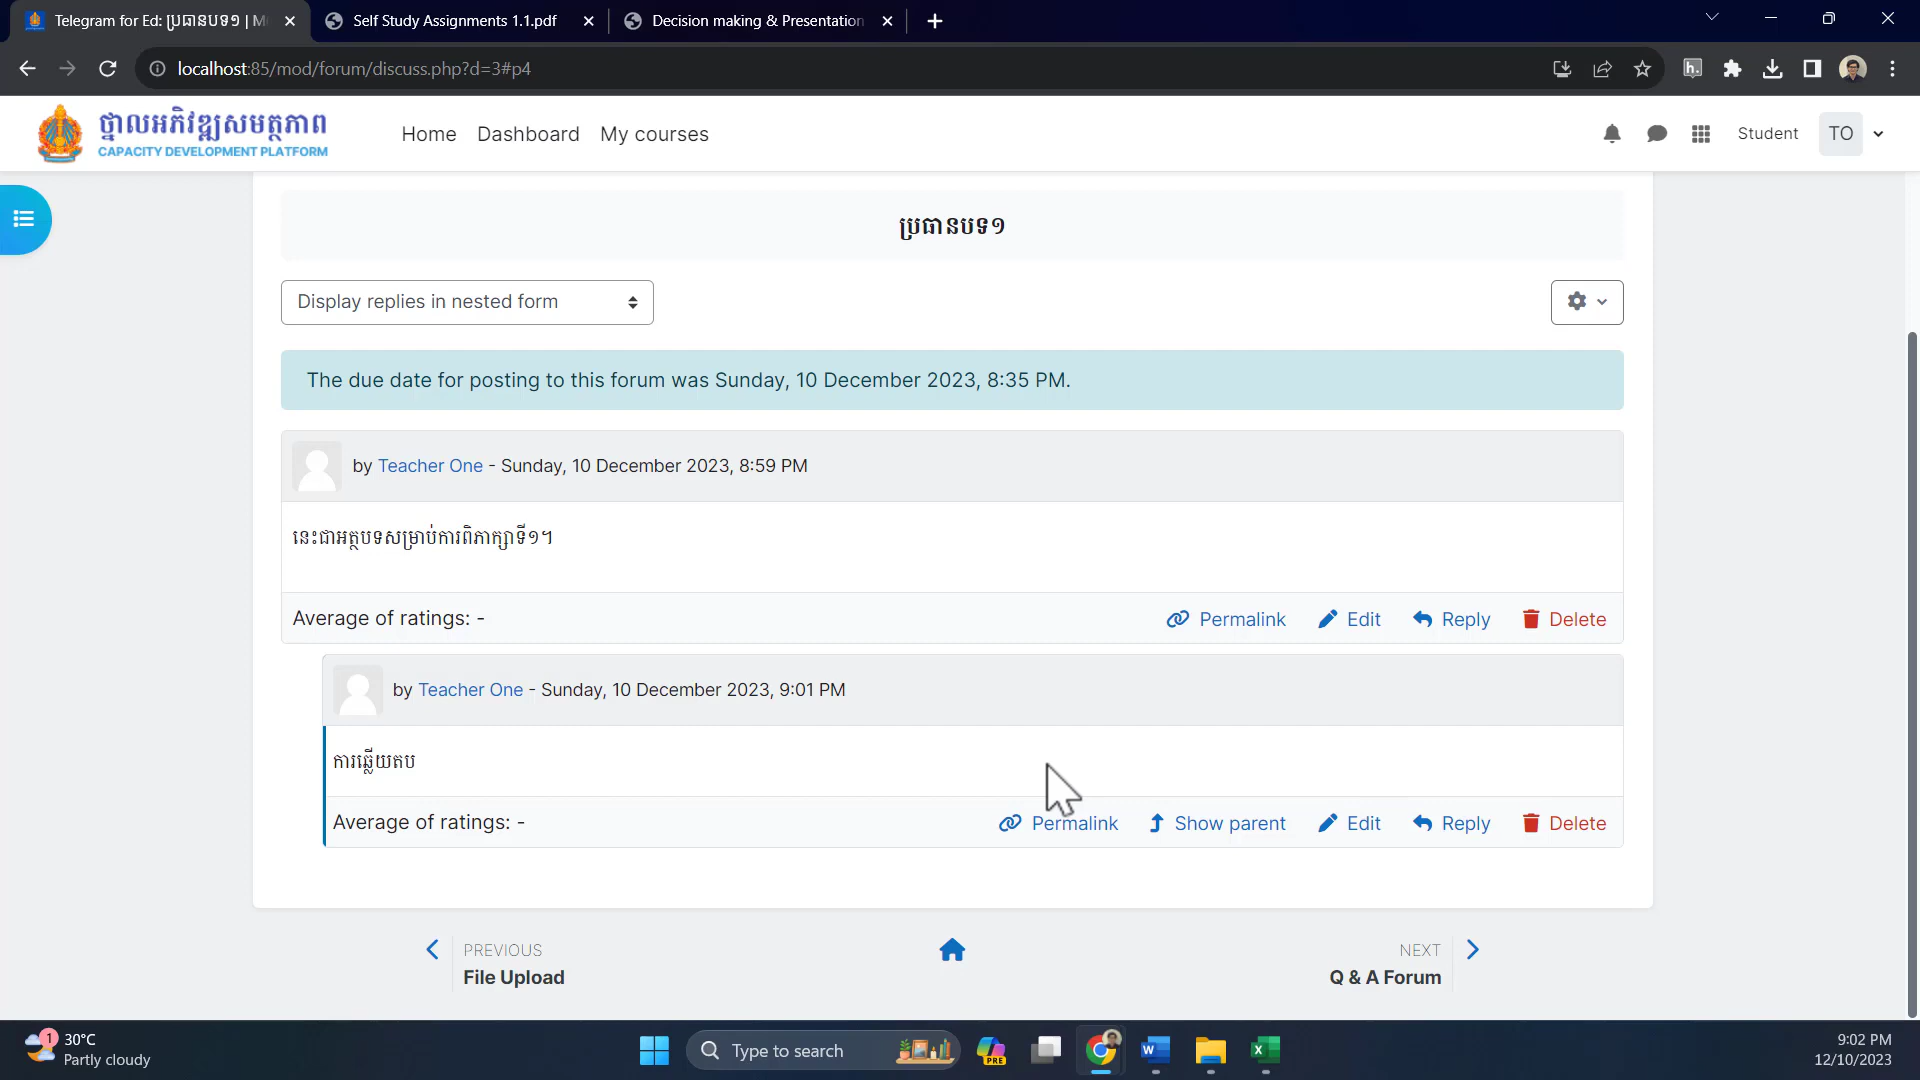 Telegram for Ed: ប្រធានបទ១ | M
Self Study Assignments 1.1.pdf
Decision making & Presentation
localhost:85/mod/forum/discuss.php?d=3#p4
h.
ថ្នាលអភិវឌ្ឍសមត្ថភាព
CAPACITY DEVELOPMENT PLATFORM
Home
Dashboard
My courses
Student
TO
ប្រធានបទ១
Display replies in nested form
The due date for posting to this forum was Sunday, 10 December 2023, 8:35 PM.
by Teacher One - Sunday, 10 December 2023, 8:59 PM
នេះជាអត្ថបទសម្រាប់ការពិភាក្សាទី១។
Average of ratings: -
Permalink
Edit
Reply
Delete
by Teacher One - Sunday, 10 December 2023, 9:01 PM
ការឆ្លើយតប
Average of ratings: -
Permalink
Show parent
Edit
Reply
Delete
PREVIOUS
File Upload
NEXT
Q & A Forum
1
30°C
Partly cloudy
Type to search
PRE
W
X
9:02 PM
12/10/2023